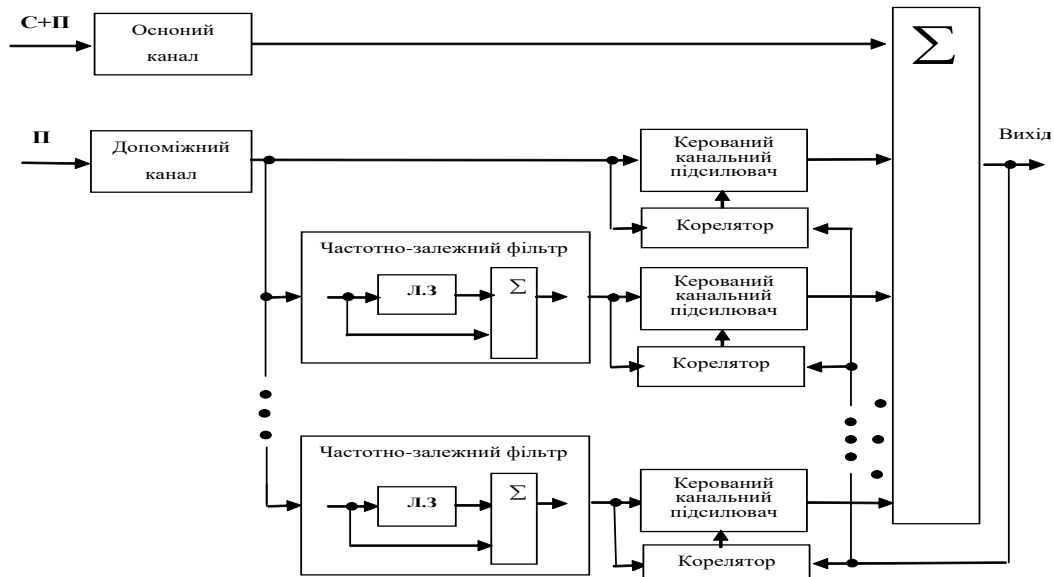 С+П
Осноний
канал
Σ
П
Допоміжний
канал
Керований
канальний
підсилювач
Вихід
Корелятор
Частотно-залежний фільтр
Л.З
Σ
Керований
канальний
підсилювач
Корелятор
Частотно-залежний фільтр
Л.З
Σ
Керований
канальний
підсилювач
Корелятор